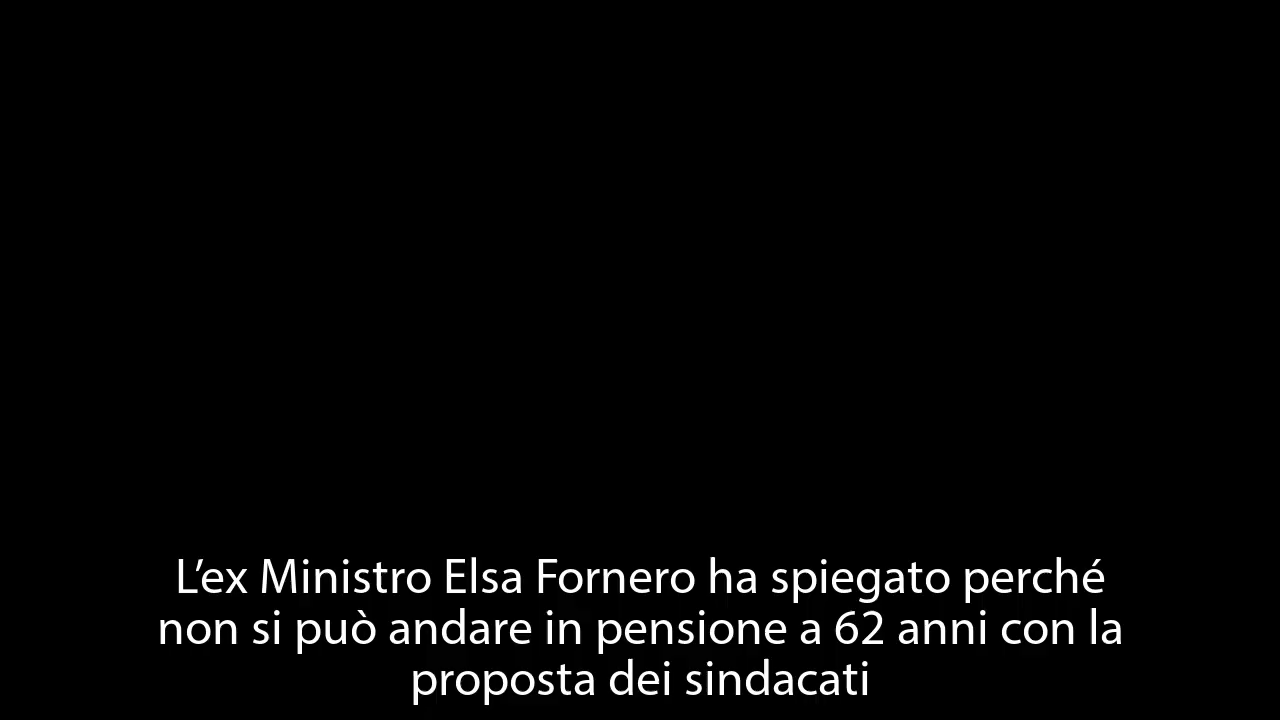 L’ex Ministro Elsa Fornero ha spiegato perché
non si può andare in pensione a 62 anni con la
proposta dei sindacati